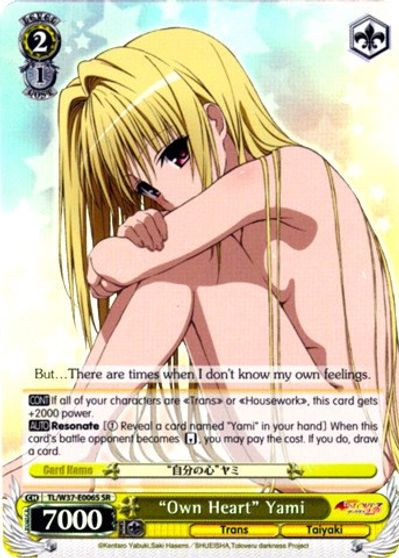 LEVEL
2
1
COST
But…There are times when I don't know my own feelings.
CONT If all of your characters are «Trans» or «Housework», this card gets
+2000 power.
AUTO Resonate [① Reveal a card named "Yami" in your hand] When this
card's battle opponent becomes, you may pay the cost. If you do, draw
a card.
Card Name "自分の心" ヤミ
CH TL/W37-E006S SR
7000 "Own Heart" Yami
Trans Taiyaki
©Kentaro Yabuki,Saki Hasemi／SHUEISHA,Toloveru darkness Project